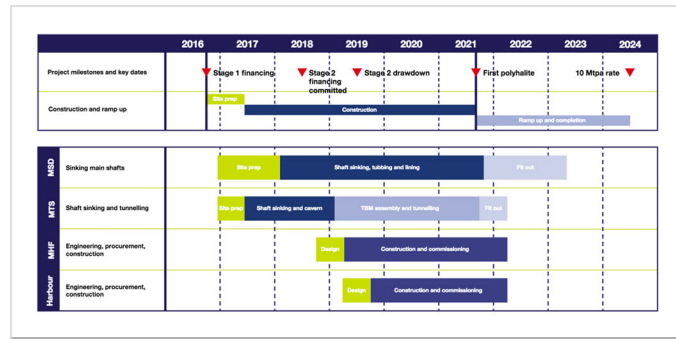 2016 2017 2018 2019 2020 2021 2022 2023 2024
Project milestones and key dates
Stage 1 financing
Stage 2
financing
committed
Stage 2 drawdown
First polyhalite
10 Mtpa rate
Construction and ramp up
Site prep
Construction
Ramp up and completion
MSD
Sinking main shafts
Site prep
Shaft sinking, tubbing and lining
Fit out
MTS
Shaft sinking and tunnelling
Site prep
Shaft sinking and cavern
TBM assembly and tunnelling
Fit out
MHF
Engineering, procurement,
construction
Design
Construction and commissioning
Harbour
Engineering, procurement,
construction
Design
Construction and commissioning